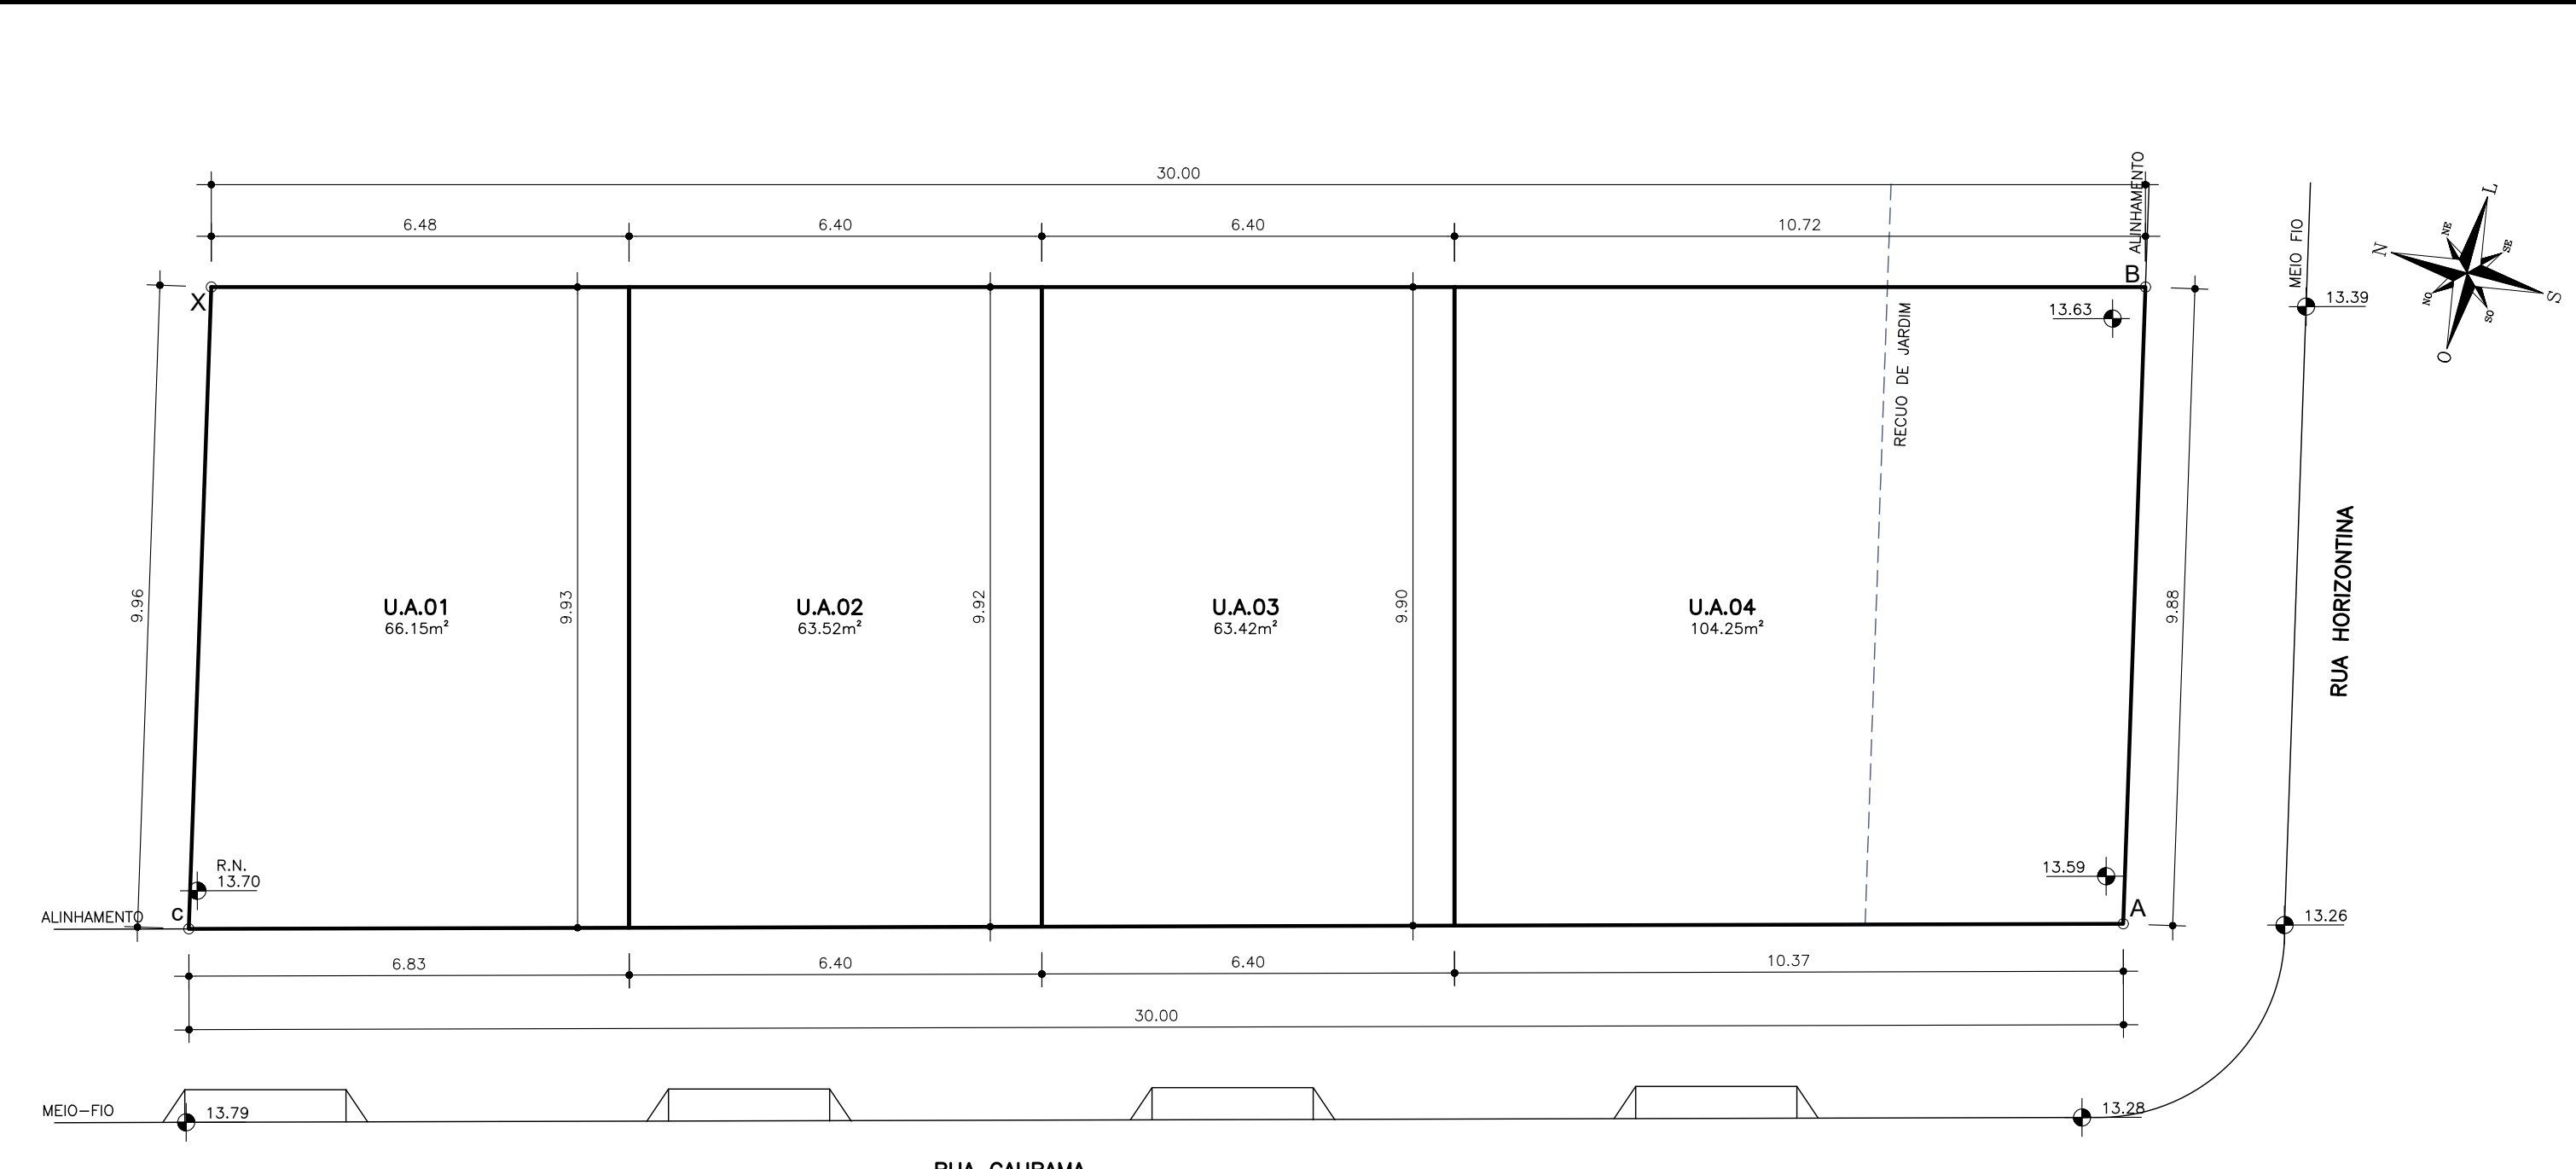 30.00
6.48
6.40
6.40
10.72
ALINHAMENTO
MEIO FIO
L
NE
SE
N
S
NO
SO
O
X
B
13.63
13.39
RECUO DE JARDIM
RUA HORIZONTINA
9.96
9.93
9.92
9.90
9.88
U.A.01
66.15m²
U.A.02
63.52m²
U.A.03
63.42m²
U.A.04
104.25m²
R.N.
13.70
13.59
ALINHAMENTO
C
A
13.26
6.83
6.40
6.40
10.37
30.00
MEIO-FIO
13.79
13.28